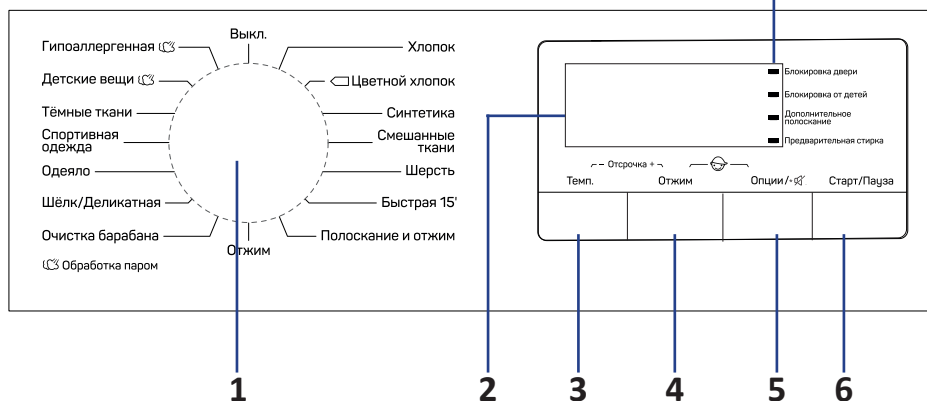 Выкл.
Гипоаллергенная
Хлопок
Детские вещи
Цветной хлопок
Тёмные ткани
Синтетика
Спортивная
одежда
Смешанные
ткани
Одеяло
Шерсть
Шёлк/Деликатная
Быстрая 15'
Очистка барабана
Отжим
Полоскание и отжим
Обработка паром
Блокировка двери
Блокировка от детей
Дополнительное
полоскание
Предварительная стирка
– Отсрочка +
Темп.
Отжим
Опции/
Старт/Пауза
1
2
3
4
5
6